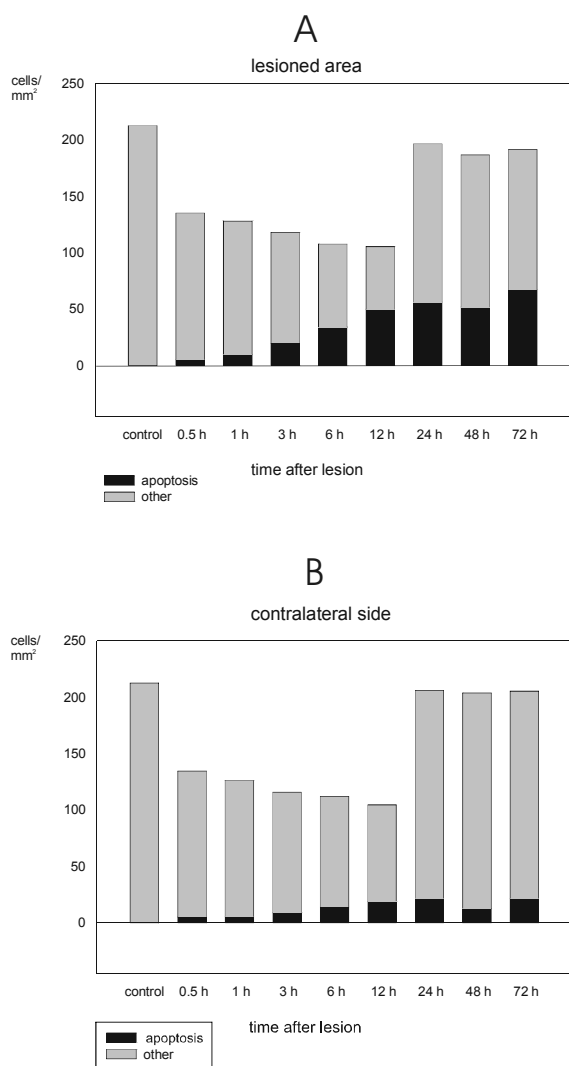 A
lesioned area
cells/
mm²
250
200
150
100
50
0
control 0.5 h 1 h 3 h 6 h 12 h 24 h 48 h 72 h
time after lesion
apoptosis
other
B
contralateral side
cells/
mm²
250
200
150
100
50
0
control 0.5 h 1 h 3 h 6 h 12 h 24 h 48 h 72 h
time after lesion
apoptosis
other